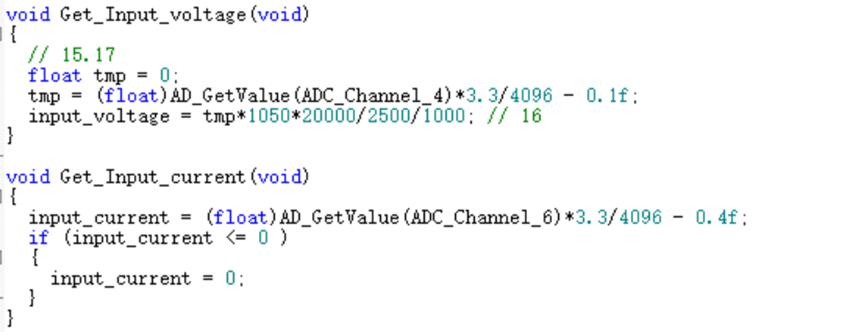 void Get_Input_voltage(void)
{
// 15.17
float tmp = 0;
tmp = (float)AD_GetValue(ADC_Channel_4)*3.3/4096 - 0.1f;
input_voltage = tmp*1050*20000/2500/1000; // 16
}
void Get_Input_current(void)
{
input_current = (float)AD_GetValue(ADC_Channel_6)*3.3/4096 - 0.4f;
if (input_current <= 0 )
{
input_current = 0;
}
}